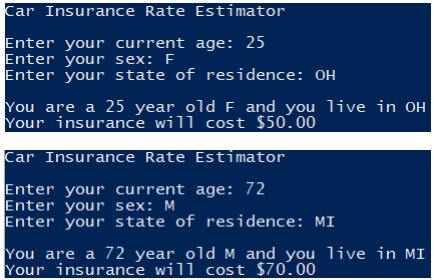 Car Insurance Rate Estimator
Enter your current age: 25
Enter your sex: F
Enter your state of residence: OH
You are a 25 year old F and you live in OH
Your insurance will cost $50.00
Car Insurance Rate Estimator
Enter your current age: 72
Enter your sex: M
Enter your state of residence: MI
You are a 72 year old M and you live in MI
Your insurance will cost $70.00